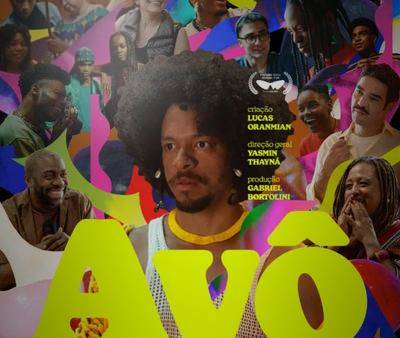 criação
LUCAS
ORANMIAN
direção geral
YASMIN
THAYNÁ
produção
GABRIEL
BORTOLINI
AVÔ